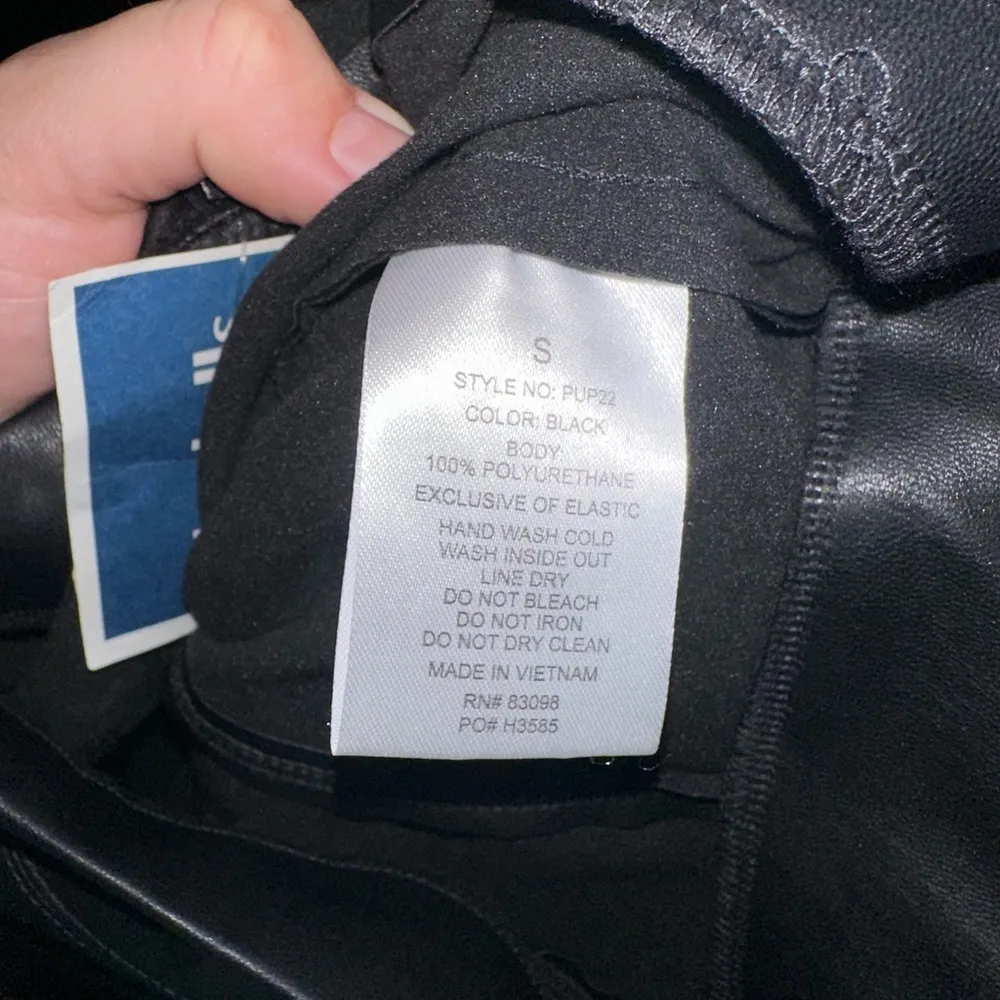 S
STYLE NO: PUP22
COLOR: BLACK
BODY:
100% POLYURETHANE
EXCLUSIVE OF ELASTIC
HAND WASH COLD
WASH INSIDE OUT
LINE DRY
DO NOT BLEACH
DO NOT IRON
DO NOT DRY CLEAN
MADE IN VIETNAM
RN# 83098
PO# H3585